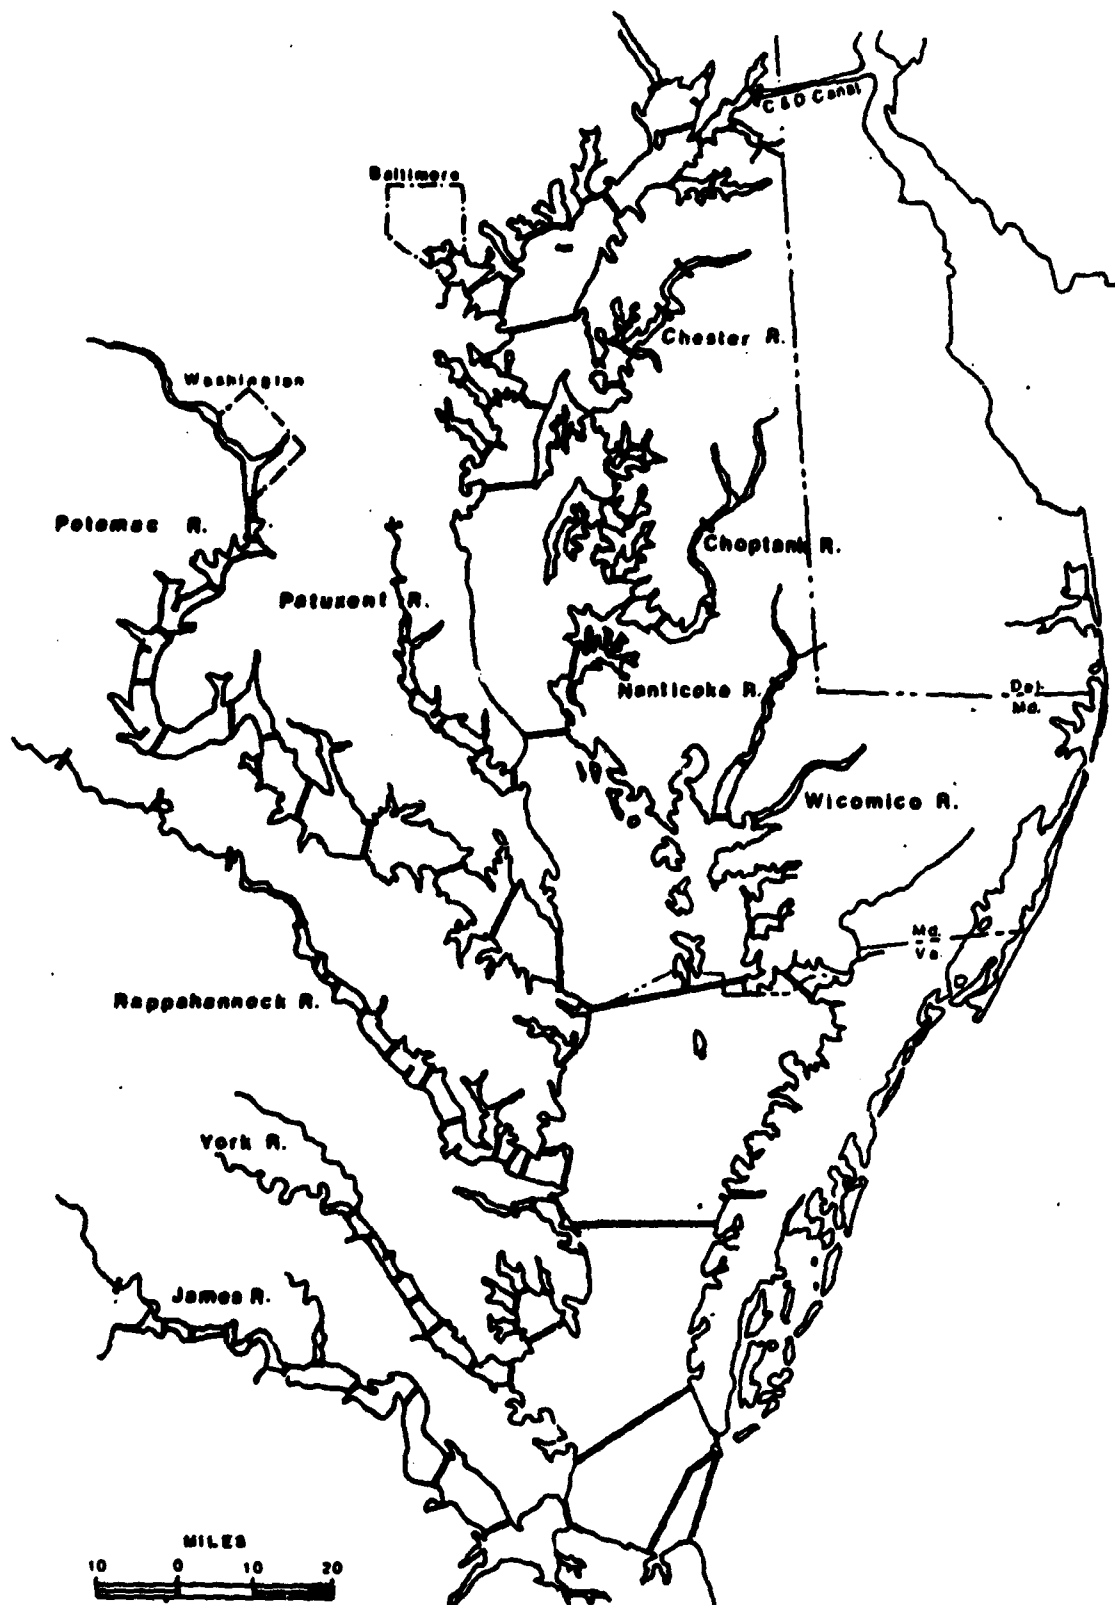 C & D Canal
Baltimore
Chester R.
Washington
Potomac R.
Choptank R.
Patuxent R.
Nanticoke R.
Del.
Md.
Wicomico R.
Md.
Va.
Rappahannock R.
York R.
James R.
MILES
10 0 10 20